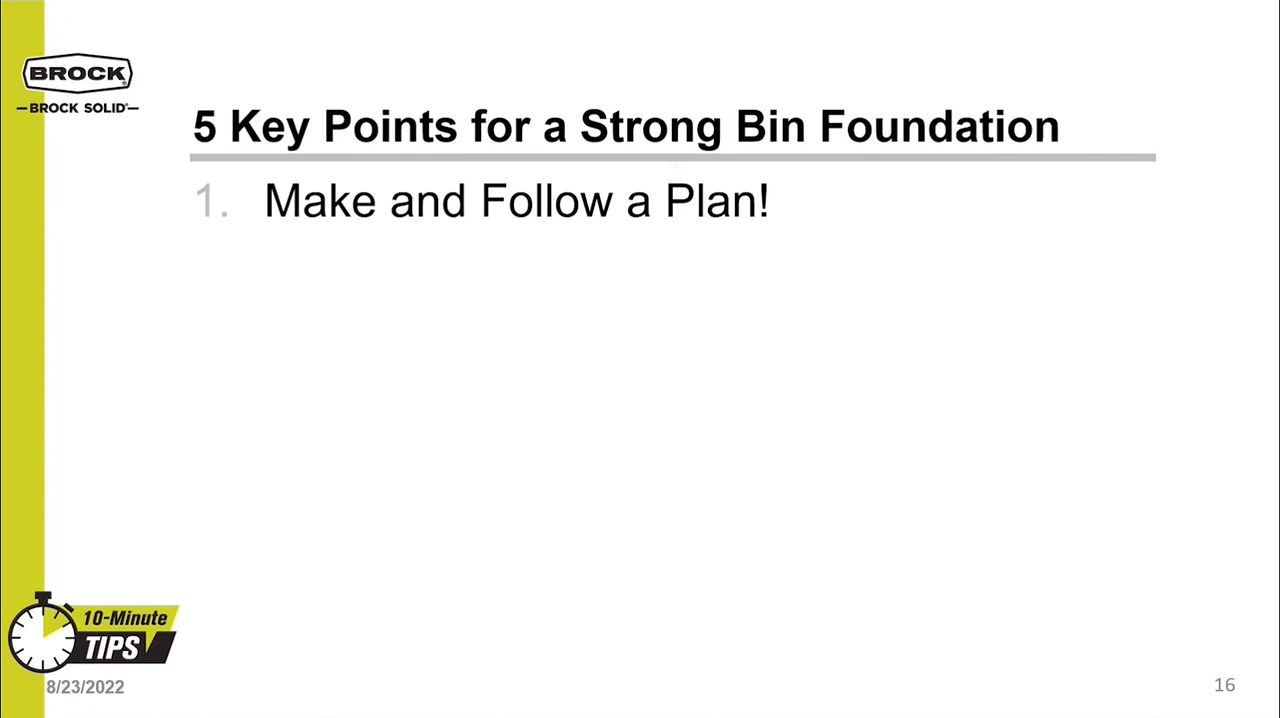 BROCK
BROCK SOLID
5 Key Points for a Strong Bin Foundation
1. Make and Follow a Plan!
10-Minute
TIPS
8/23/2022
16